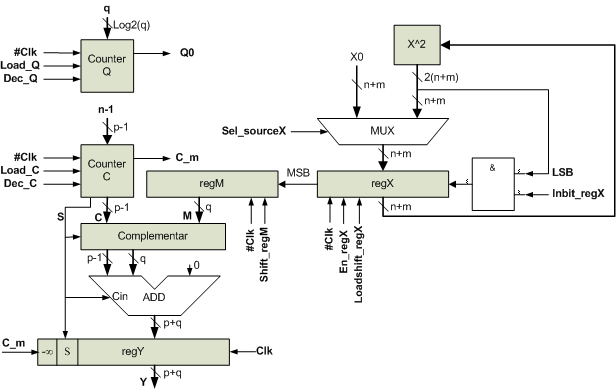 q
Log2(q)
#Clk
Load_Q
Dec_Q
Counter
Q
Q0
X0
n+m
X^2
2(n+m)
n+m
n-1
p-1
#Clk
Load_C
Dec_C
Counter
C
C_m
Sel_sourceX
MUX
n+m
regM
MSB
regX
&
LSB
Inbit_regX
n+m
S
C
p-1
M
q
#Clk
Shift_regM
#Clk
En_regX
Loadshift_regX
Complementar
p-1
q
0
Cin
ADD
p+q
C_m
-∞
S
regY
Clk
Y
p+q